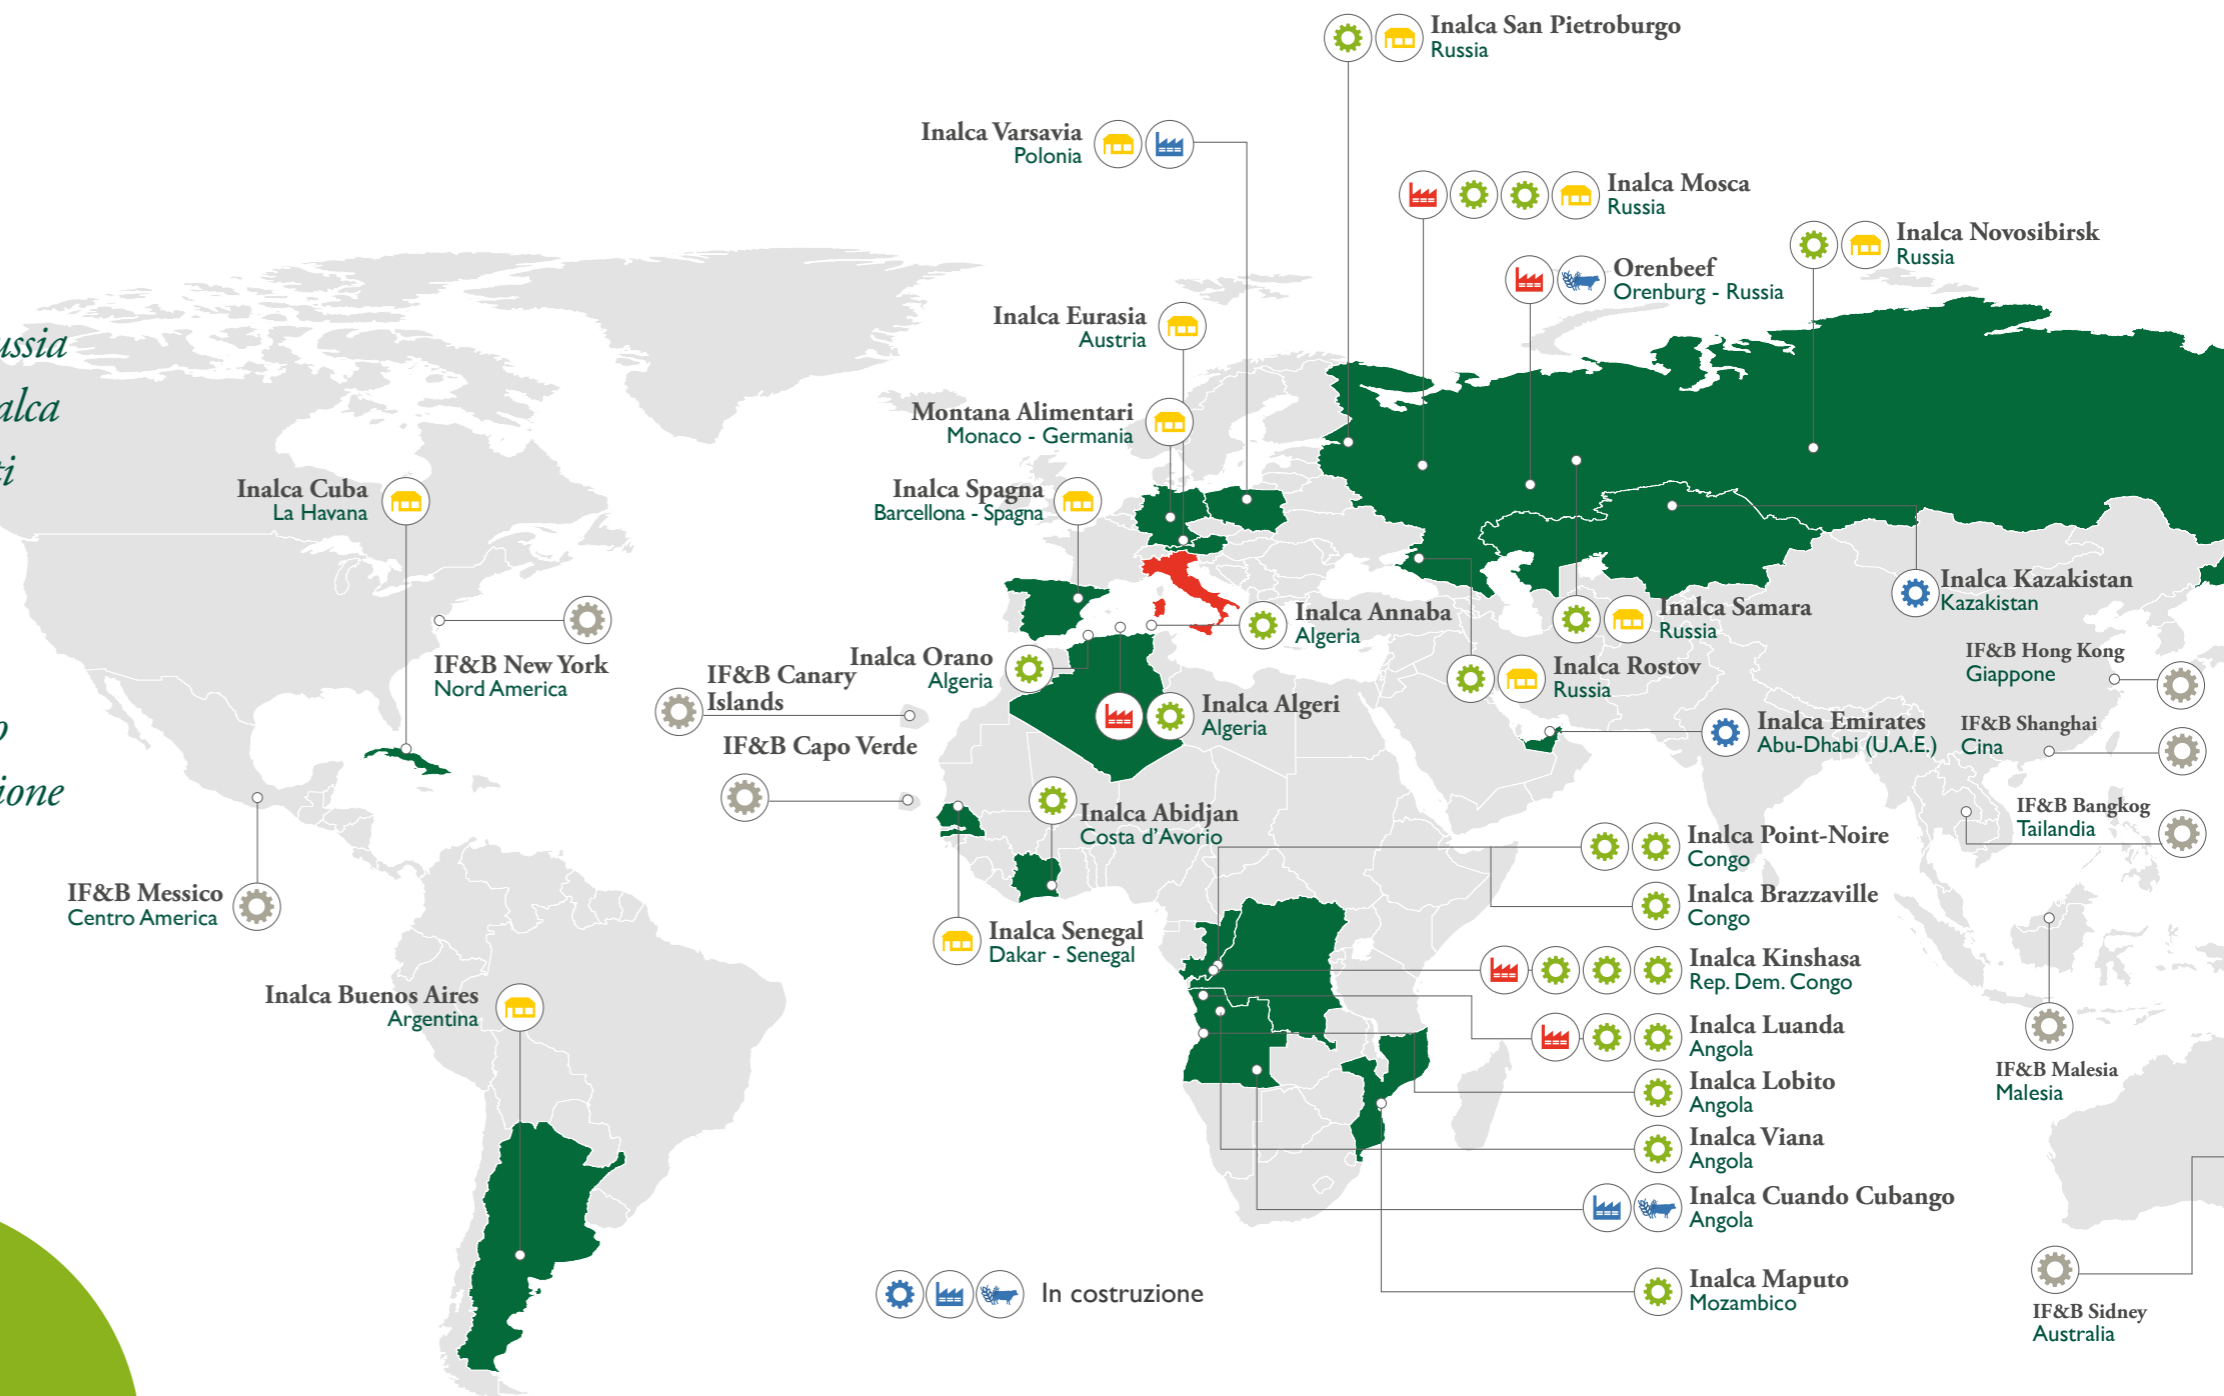 Inalca San Pietroburgo
Russia
Inalca Varsavia
Polonia
Inalca Mosca
Russia
Inalca Novosibirsk
Russia
Orenbeef
Orenburg - Russia
Inalca Eurasia
Austria
ussia
alca
ti
o
ione
Montana Alimentari
Monaco - Germania
Inalca Cuba
La Havana
Inalca Spagna
Barcellona - Spagna
Inalca Kazakistan
Kazakistan
Inalca Annaba
Algeria
Inalca Samara
Russia
IF&B New York
Nord America
Inalca Orano
Algeria
IF&B Canary
Islands
Inalca Rostov
Russia
IF&B Hong Kong
Giappone
Inalca Algeri
Algeria
Inalca Emirates
Abu-Dhabi (U.A.E.)
IF&B Shanghai
Cina
IF&B Capo Verde
Inalca Abidjan
Costa d'Avorio
IF&B Bangkog
Tailandia
Inalca Point-Noire
Congo
IF&B Messico
Centro America
Inalca Brazzaville
Congo
Inalca Senegal
Dakar - Senegal
Inalca Kinshasa
Rep. Dem. Congo
Inalca Buenos Aires
Argentina
Inalca Luanda
Angola
IF&B Malesia
Malesia
Inalca Lobito
Angola
Inalca Viana
Angola
Inalca Cuando Cubango
Angola
Inalca Maputo
Mozambico
In costruzione
IF&B Sidney
Australia